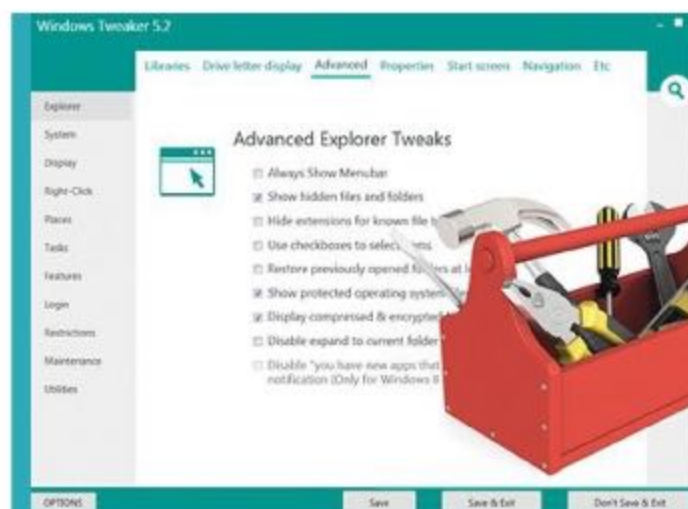 Windows Tweaker 5.2
Libraries Drive letter display Advanced Properties Start screen Navigation Etc
Explorer
System
Display
Right-Click
Places
Tasks
Features
Login
Restrictions
Maintenance
Utilities
Advanced Explorer Tweaks
Always Show Menubar
Show hidden files and folders
Hide extensions for known file
Use checkboxes to select
Restore previously opened at
Show protected operating system
Display compressed & encrypted
Disable expand to current folder
Disable "you have new apps that
notification (Only for Windows 8
OPTIONS Save Save & Exit Don't Save & Exit